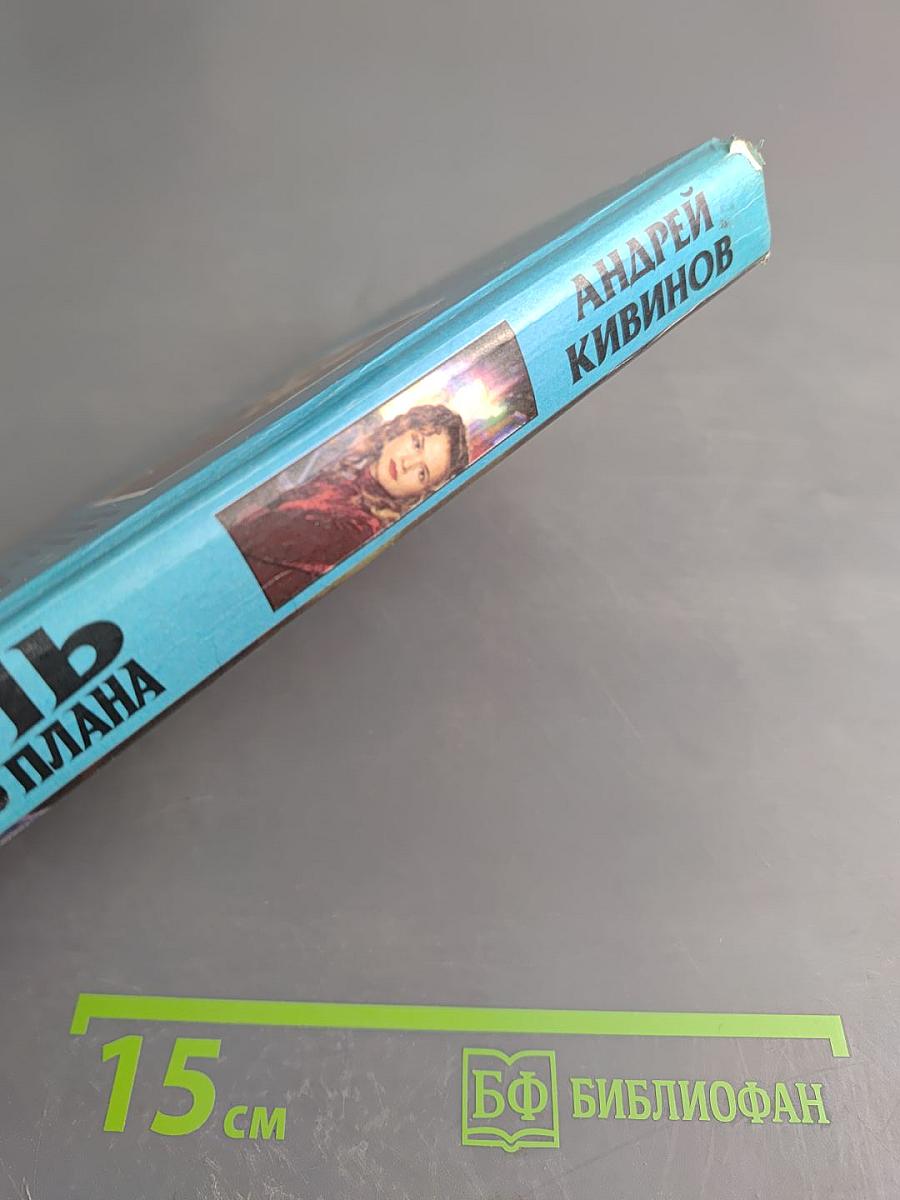 АНДРЕЙ
КИВИНОВ
ПЛАНА
15 см
БФ БИБЛИОФАН